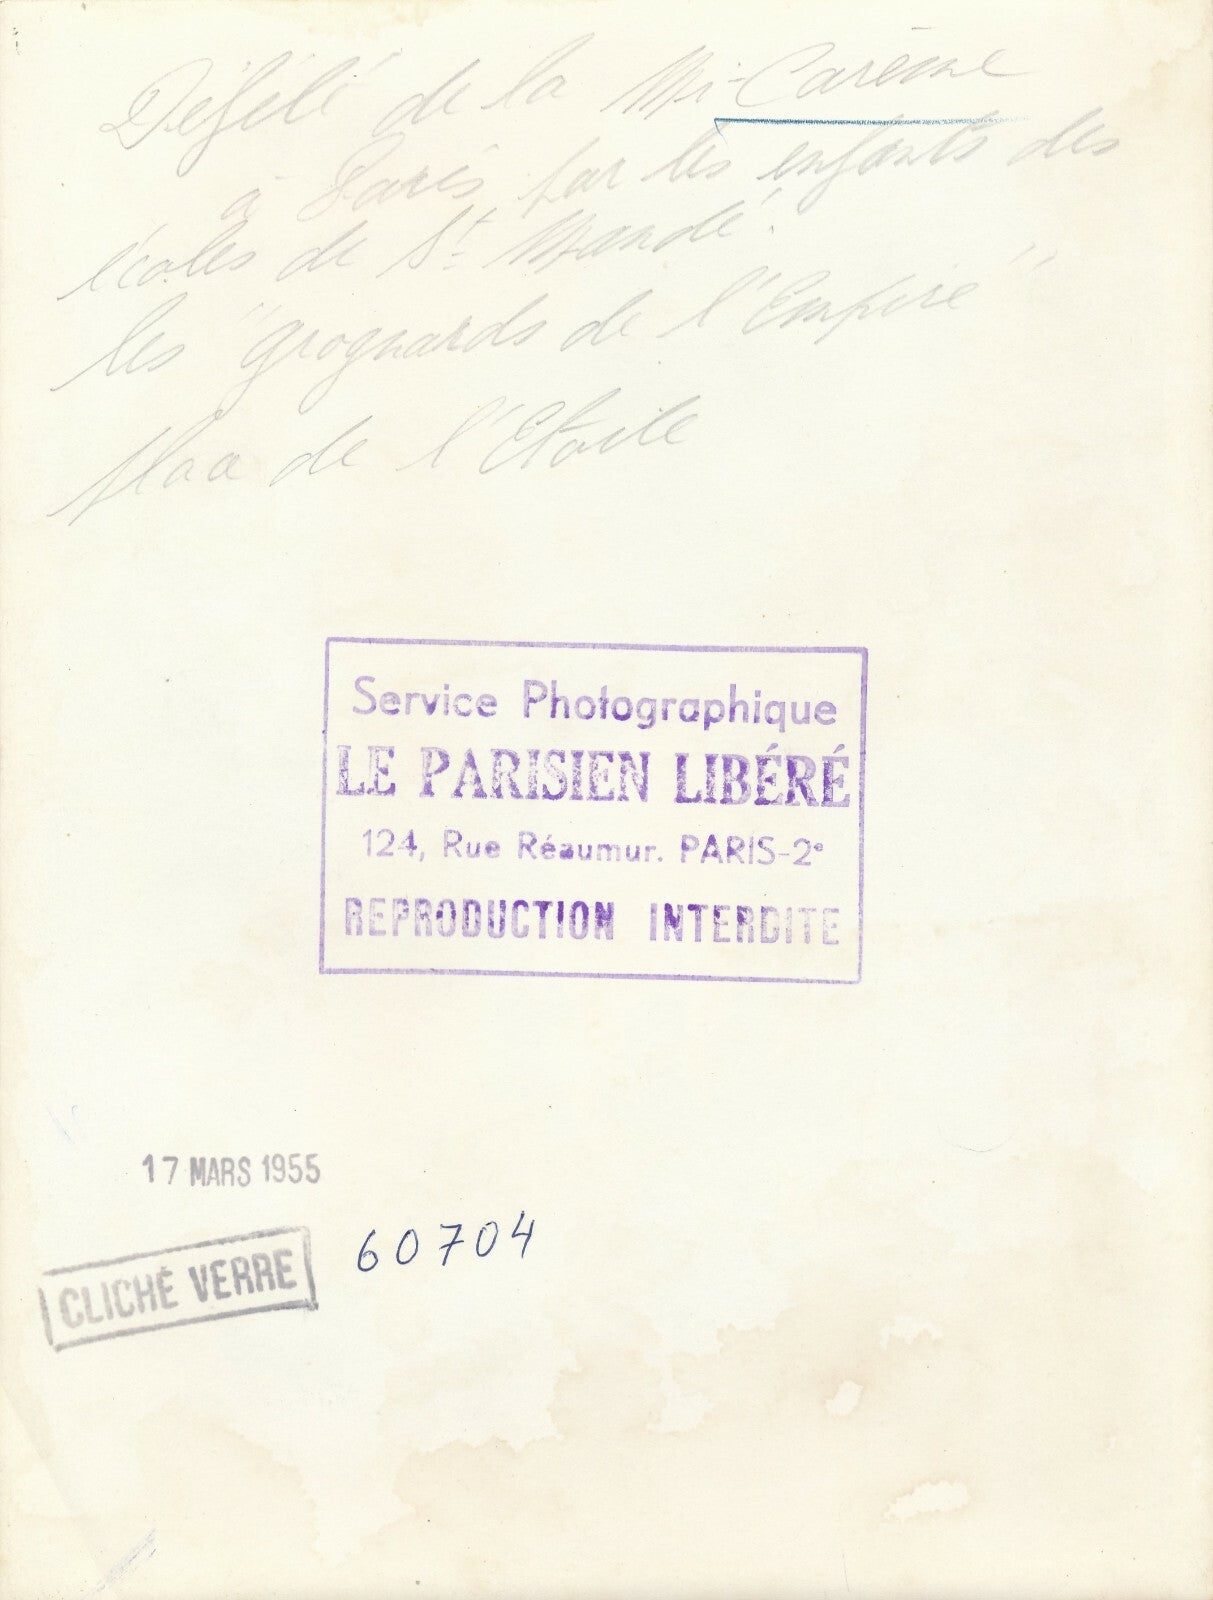 Défilé de la Mi-Carême
à Paris par les enfants des
écoles de St Mandé.
les "grognards de l'Empire"
place de l'Etoile
Service Photographique
LE PARISIEN LIBÉRÉ
124, Rue Réaumur. PARIS-2e
REPRODUCTION INTERDITE
17 MARS 1955
60704
CLICHÉ VERRE